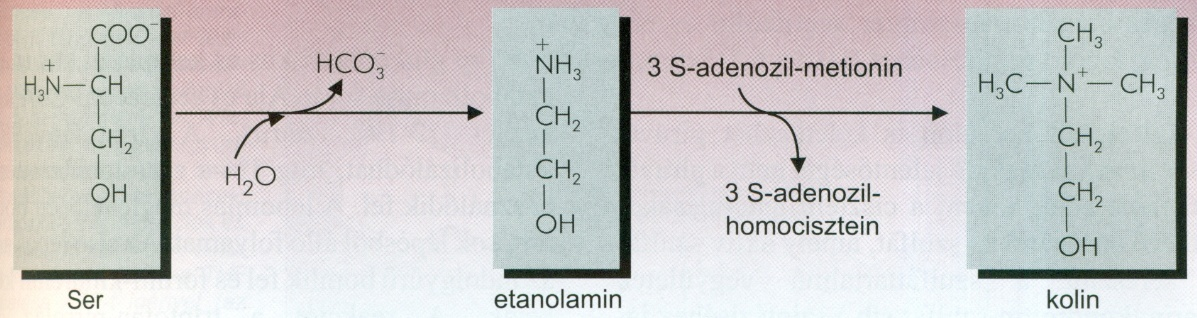 COO⁻
H₃N⁺—CH
CH₂
OH
Ser
HCO₃⁻
H₂O
⁺NH₃
CH₂
CH₂
OH
etanolamin
3 S-adenozil-metionin
3 S-adenozil-
homocisztein
CH₃
H₃C—N⁺—CH₃
CH₂
CH₂
OH
kolin